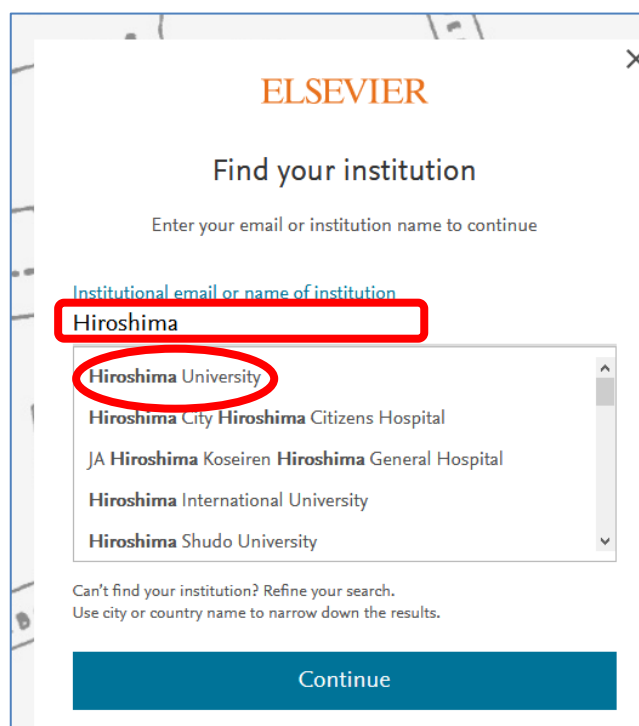 ELSEVIER
Find your institution
Enter your email or institution name to continue
Institutional email or name of institution
Hiroshima
Hiroshima University
Hiroshima City Hiroshima Citizens Hospital
JA Hiroshima Koseiren Hiroshima General Hospital
Hiroshima International University
Hiroshima Shudo University
Can't find your institution? Refine your search.
Use city or country name to narrow down the results.
Continue